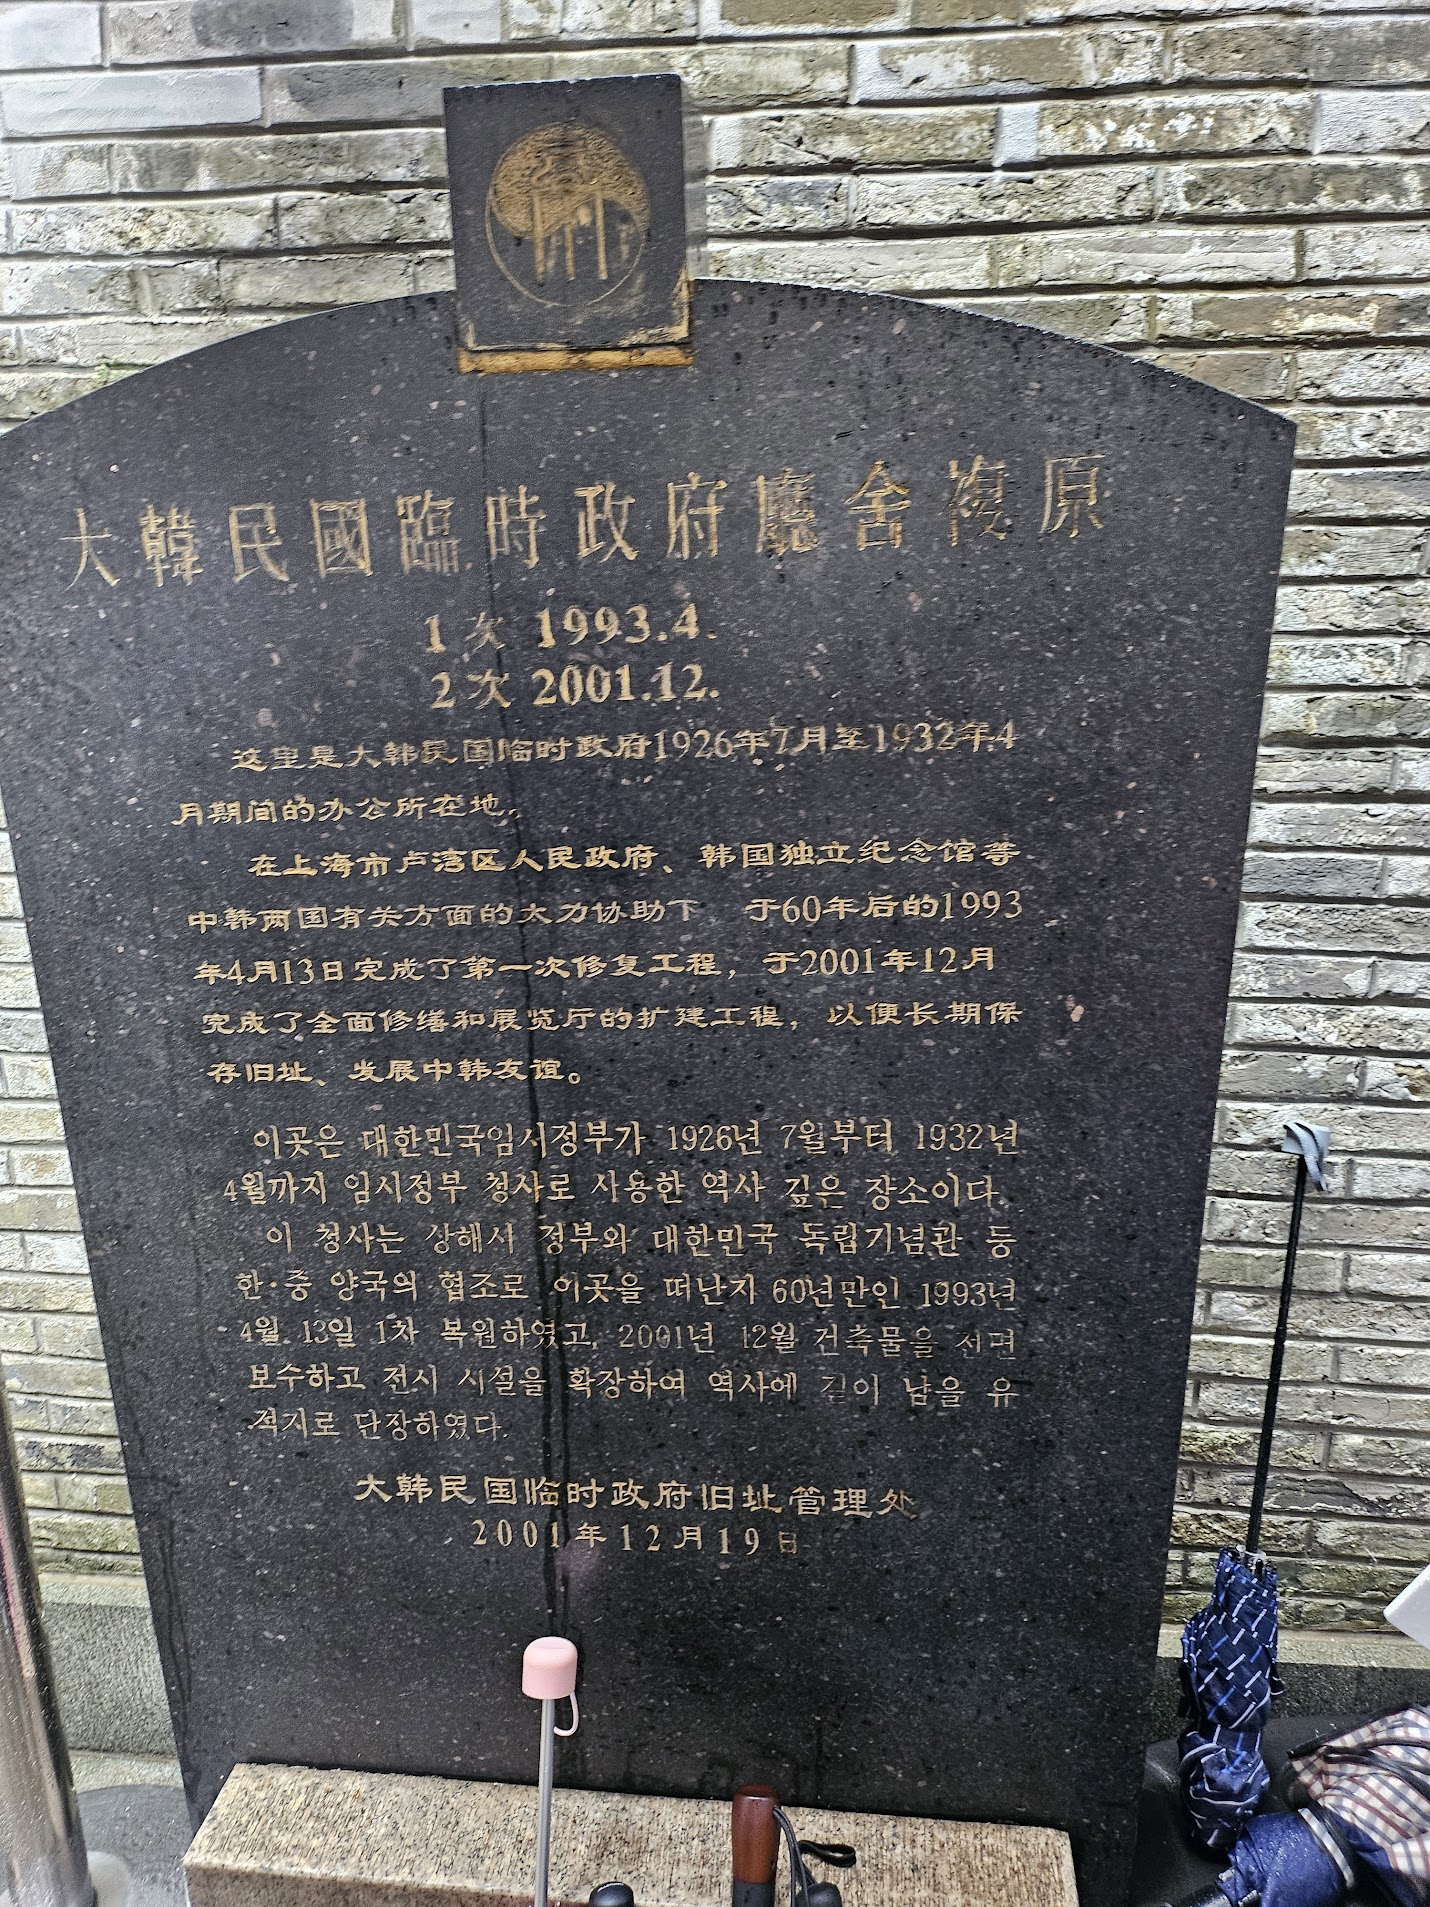 大韓民國臨時政府廳舍復原
1 次 1993.4.
2 次 2001.12.
这里是大韩民国临时政府1926年7月至1932年4
月期间的办公所在地。
在上海市卢湾区人民政府、韩国独立纪念馆等
中韩两国有关方面的大力协助下 于60年后的1993
年4月13日完成了第一次修复工程，于2001年12月
完成了全面修缮和展览厅的扩建工程，以便长期保
存旧址、发展中韩友谊。
이곳은 대한민국임시정부가 1926년 7월부터 1932년
4월까지 임시정부 청사로 사용한 역사 깊은 장소이다.
이 청사는 상해시 정부와 대한민국 독립기념관 등
한·중 양국의 협조로 이곳을 떠난지 60년만인 1993년
4월 13일 1차 복원하였고, 2001년 12월 건축물을 전면
보수하고 전시 시설을 확장하여 역사에 길이 남을 유
적지로 단장하였다.
大韩民国临时政府旧址管理处
2001年12月19日